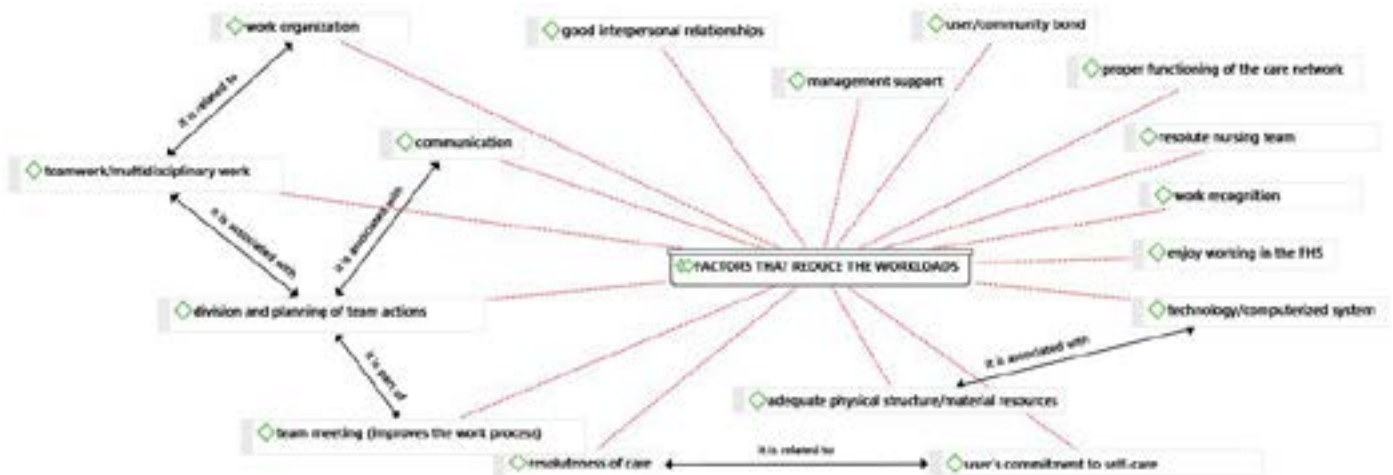 work organization
good interpersonal relationships
user/community bond
management support
proper functioning of the care network
it is related to
communication
resolute nursing team
teamwork/multidisciplinary work
work recognition
it is associated with
it is associated with
enjoy working in the FHS
FACTORS THAT REDUCE THE WORKLOADS
division and planning of team actions
technology/computerized system
it is associated with
it is part of
adequate physical structure/material resources
team meeting (improves the work process)
resoluteness of care
it is related to
user's commitment to self-care